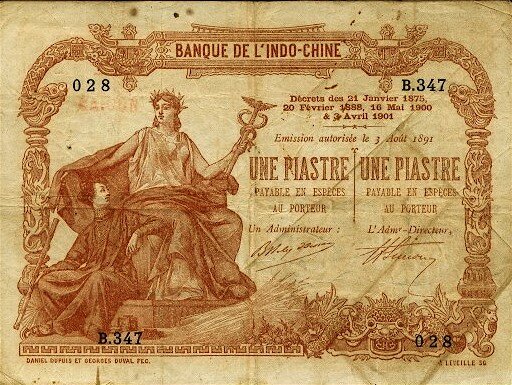 BANQUE DE L'INDO-CHINE
028
B.347
Décrets des 21 Janvier 1875,
20 Février 1888, 16 Mai 1900
& 3 Avril 1901
Emission autorisée le 3 Août 1891
UNE PIASTRE
UNE PIASTRE
PAYABLE EN ESPÈCES
PAYABLE EN ESPÈCES
AU PORTEUR
AU PORTEUR
Un Administrateur :
L'Admr-Directeur,
B.347
028
DANIEL DUPUIS ET GEORGES DUVAL FEC.
LEVEILLE SC